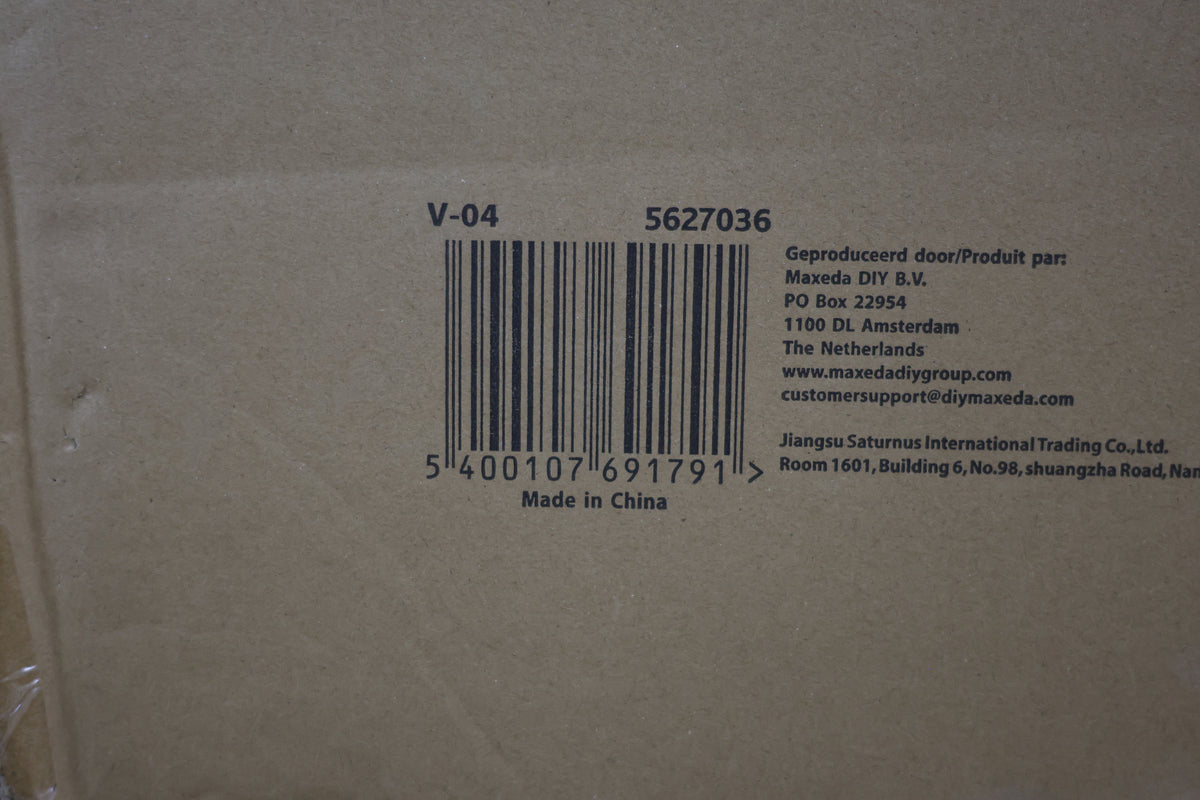 V-04 5627036
5 400107 691791 >
Made in China
Geproduceerd door/Produit par:
Maxeda DIY B.V.
PO Box 22954
1100 DL Amsterdam
The Netherlands
www.maxedadiygroup.com
customersupport@diymaxeda.com
Jiangsu Saturnus International Trading Co.,Ltd.
Room 1601, Building 6, No.98, shuangzha Road,